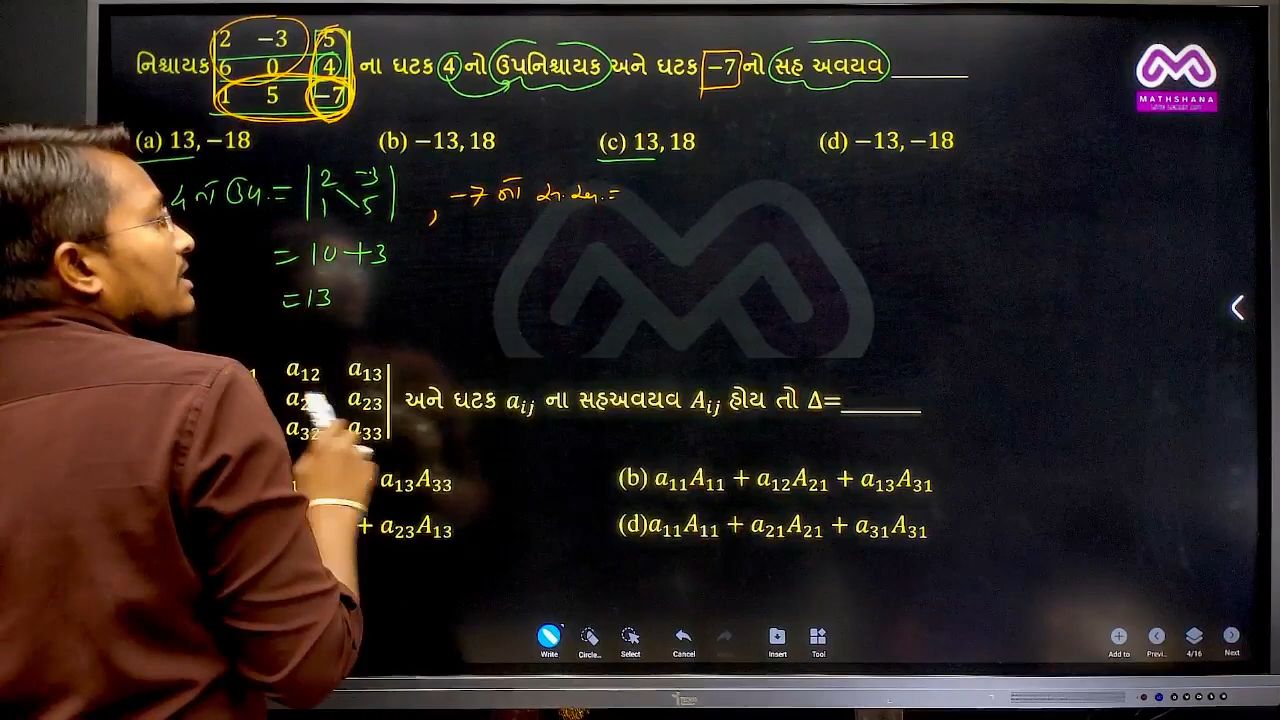 2 −3 5
નિશ્ચાયક 6 0 4 ના ઘટક 4 નો ઉપનિશ્ચાયક અને ઘટક −7 નો સહ અવયવ ________
1 5 −7
MATHSHANA
(a) 13, −18 (b) −13, 18 (c) 13, 18 (d) −13, −18
4 નો ઉપ. = | 2 −3 | , −7 નો સ.અ. =
1 5
= 10 + 3
= 13
a12 a13
a23 અને ઘટક aij ના સહઅવયવ Aij હોય તો Δ=________
a32 a33
a13A33 (b) a11A11 + a12A21 + a13A31
+ a23A13 (d)a11A11 + a21A21 + a31A31
Write Circle... Select Cancel Insert Tool Add to Previ... 4/16 Next